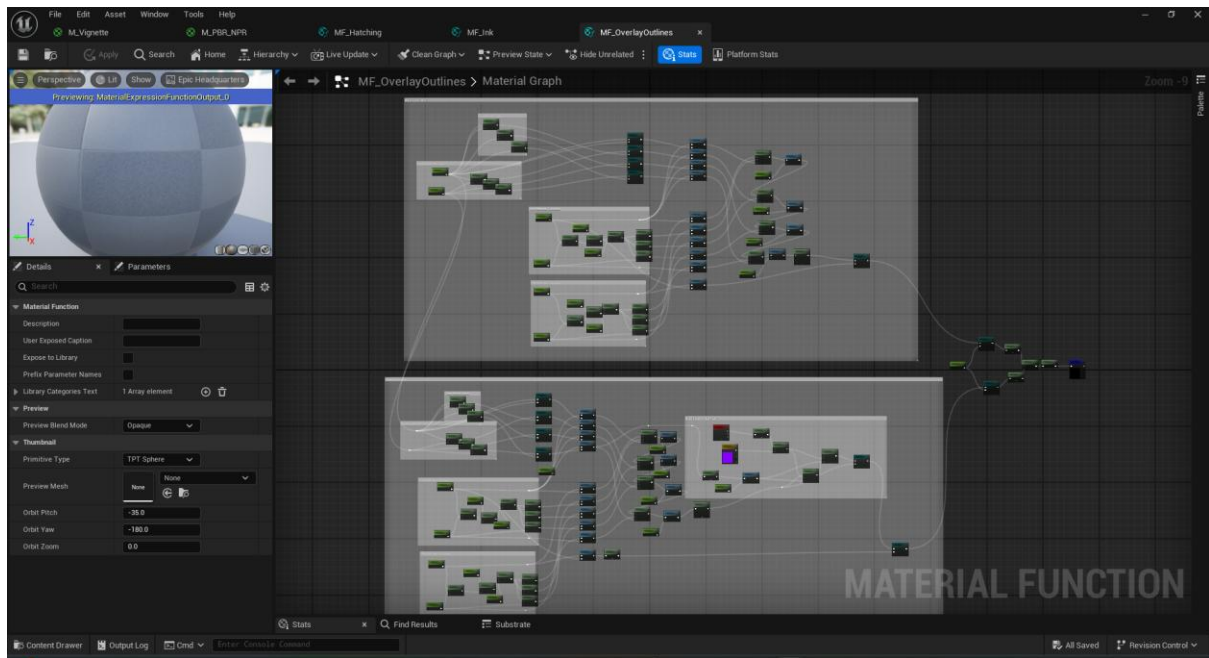 File Edit Asset Window Tools Help
M_Vignette M_PBR_NPR MF_Hatching MF_Ink MF_OverlayOutlines
Apply Search Home Hierarchy Live Update Clean Graph Preview State Hide Unrelated Stats Platform Stats
Perspective Lit Show Epic Headquarters
Previewing: MaterialExpressionFunctionOutput_0
MF_OverlayOutlines > Material Graph
Zoom -9
Palette
Z
X
Details Parameters
Search
Material Function
Description
User Exposed Caption
Expose to Library
Prefix Parameter Names
Library Categories Text 1 Array element
Preview
Preview Blend Mode Opaque
Thumbnail
Primitive Type TPT Sphere
Preview Mesh None None
Orbit Pitch -35.0
Orbit Yaw -180.0
Orbit Zoom 0.0
MATERIAL FUNCTION
Stats Find Results Substrate
Content Drawer Output Log Cmd Enter Console Command All Saved Revision Control